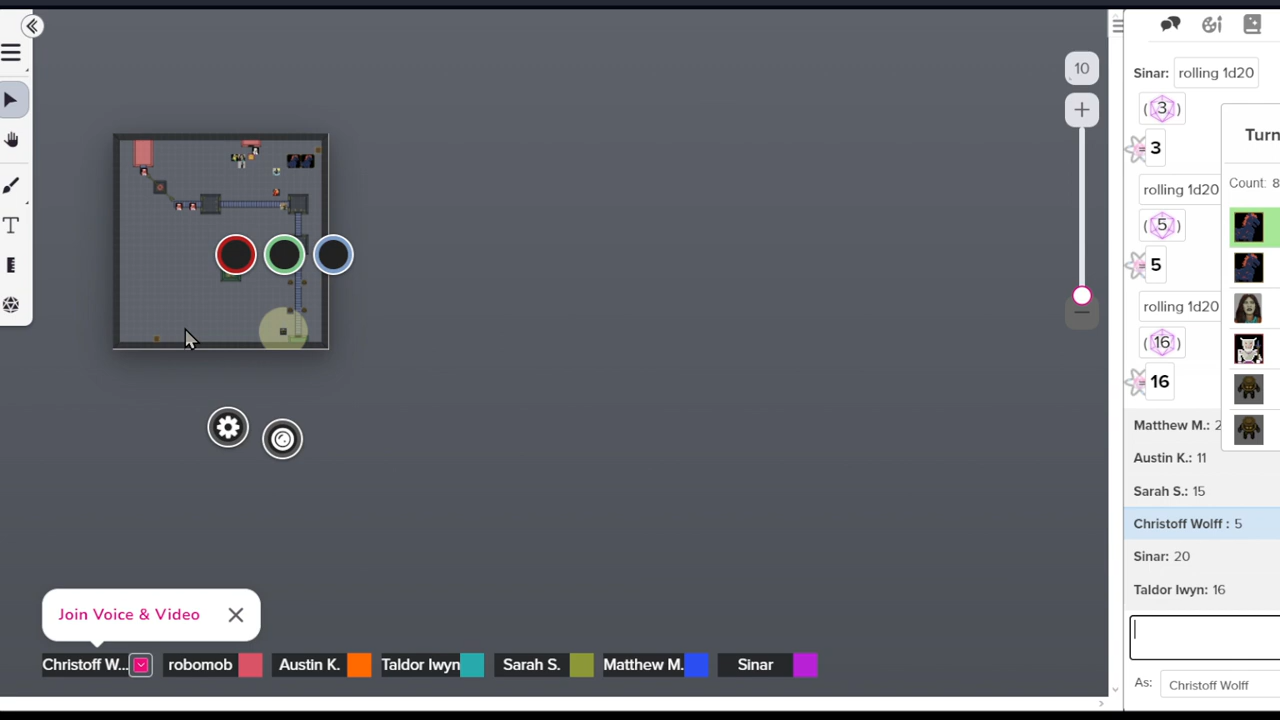 10
Sinar: rolling 1d20
(3)
= 3
Turn
Count: 8
rolling 1d20
(5)
= 5
rolling 1d20
(16)
= 16
Matthew M.: 2
Austin K.: 11
Sarah S.: 15
Christoff Wolff : 5
Sinar: 20
Taldor Iwyn: 16
Join Voice & Video
Christoff W... robomob Austin K. Taldor Iwyn Sarah S. Matthew M. Sinar
As: Christoff Wolff